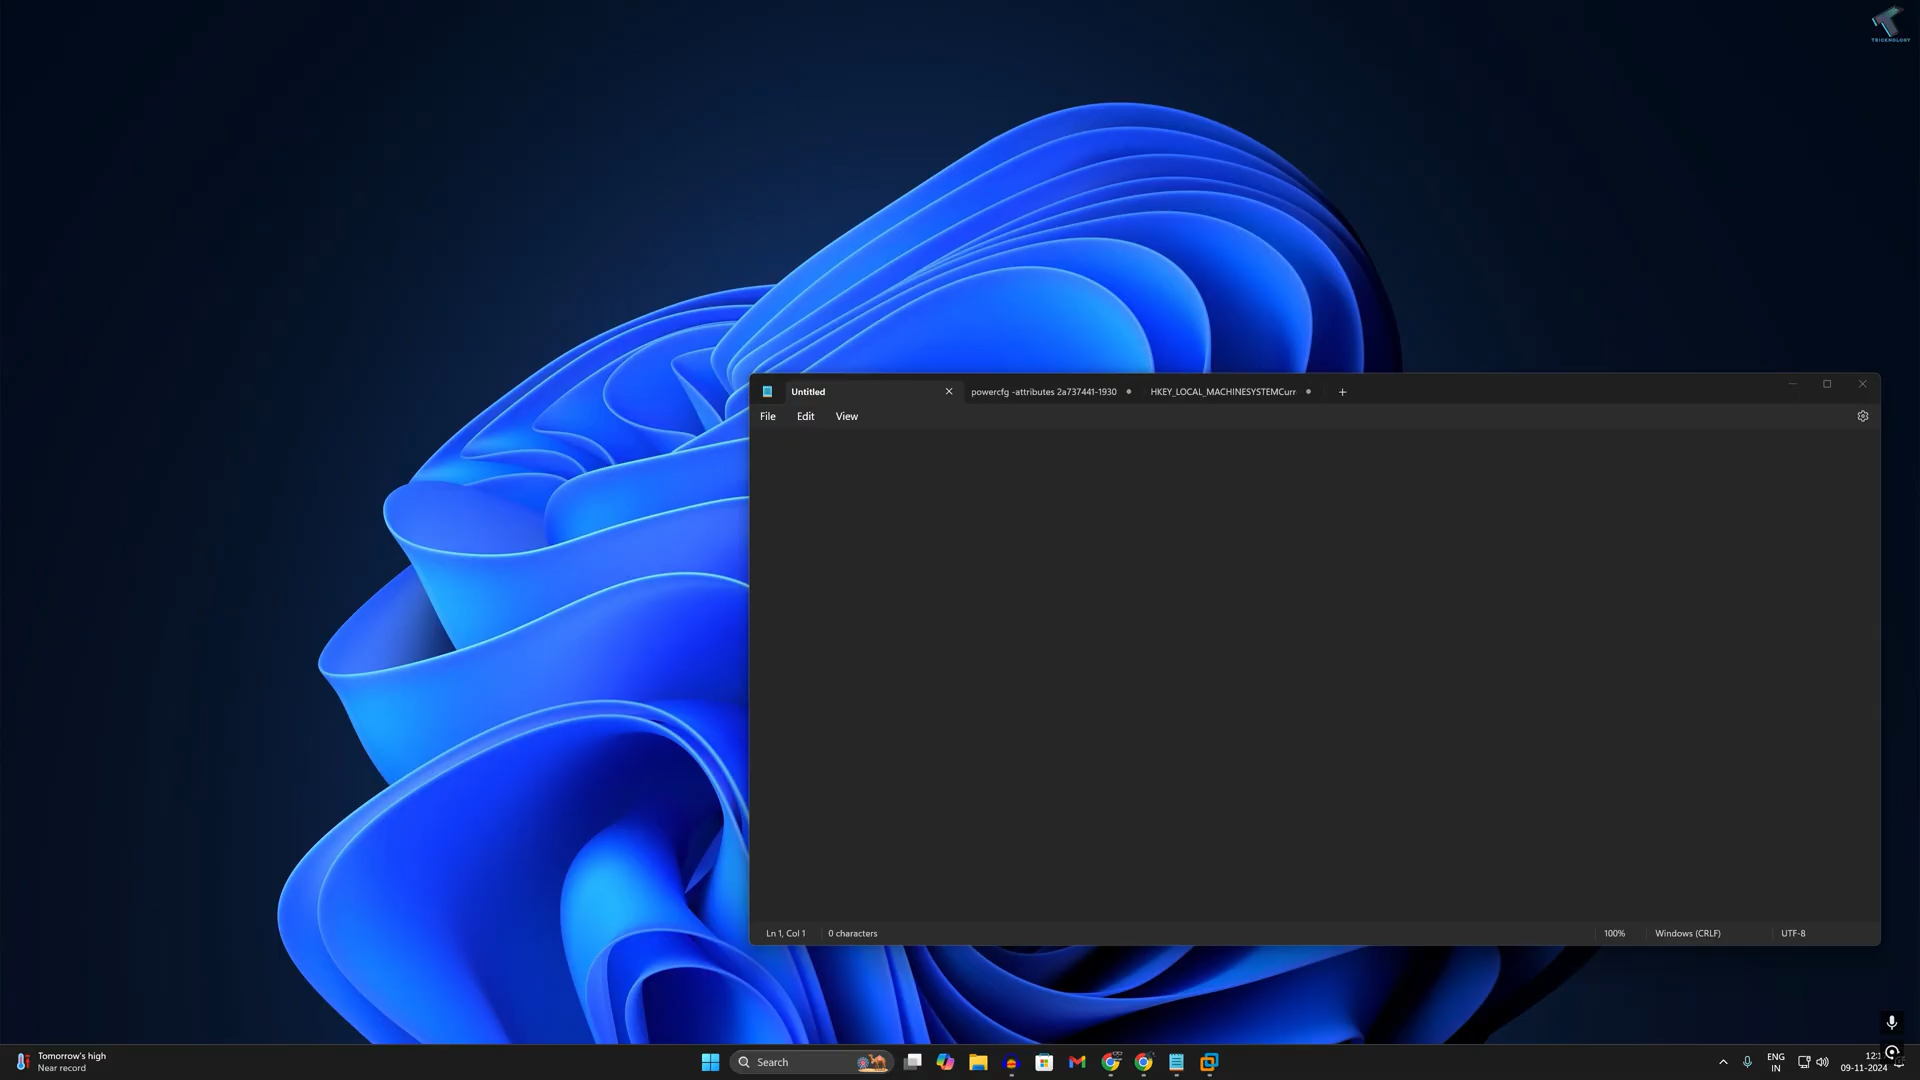 TRICKNOLOGY
Untitled
powercfg -attributes 2a737441-1930
HKEY_LOCAL_MACHINESYSTEMCurr
File Edit View
Ln 1, Col 1
0 characters
100%
Windows (CRLF)
UTF-8
Tomorrow's high
Near record
Search
ENG
IN
09-11-2024